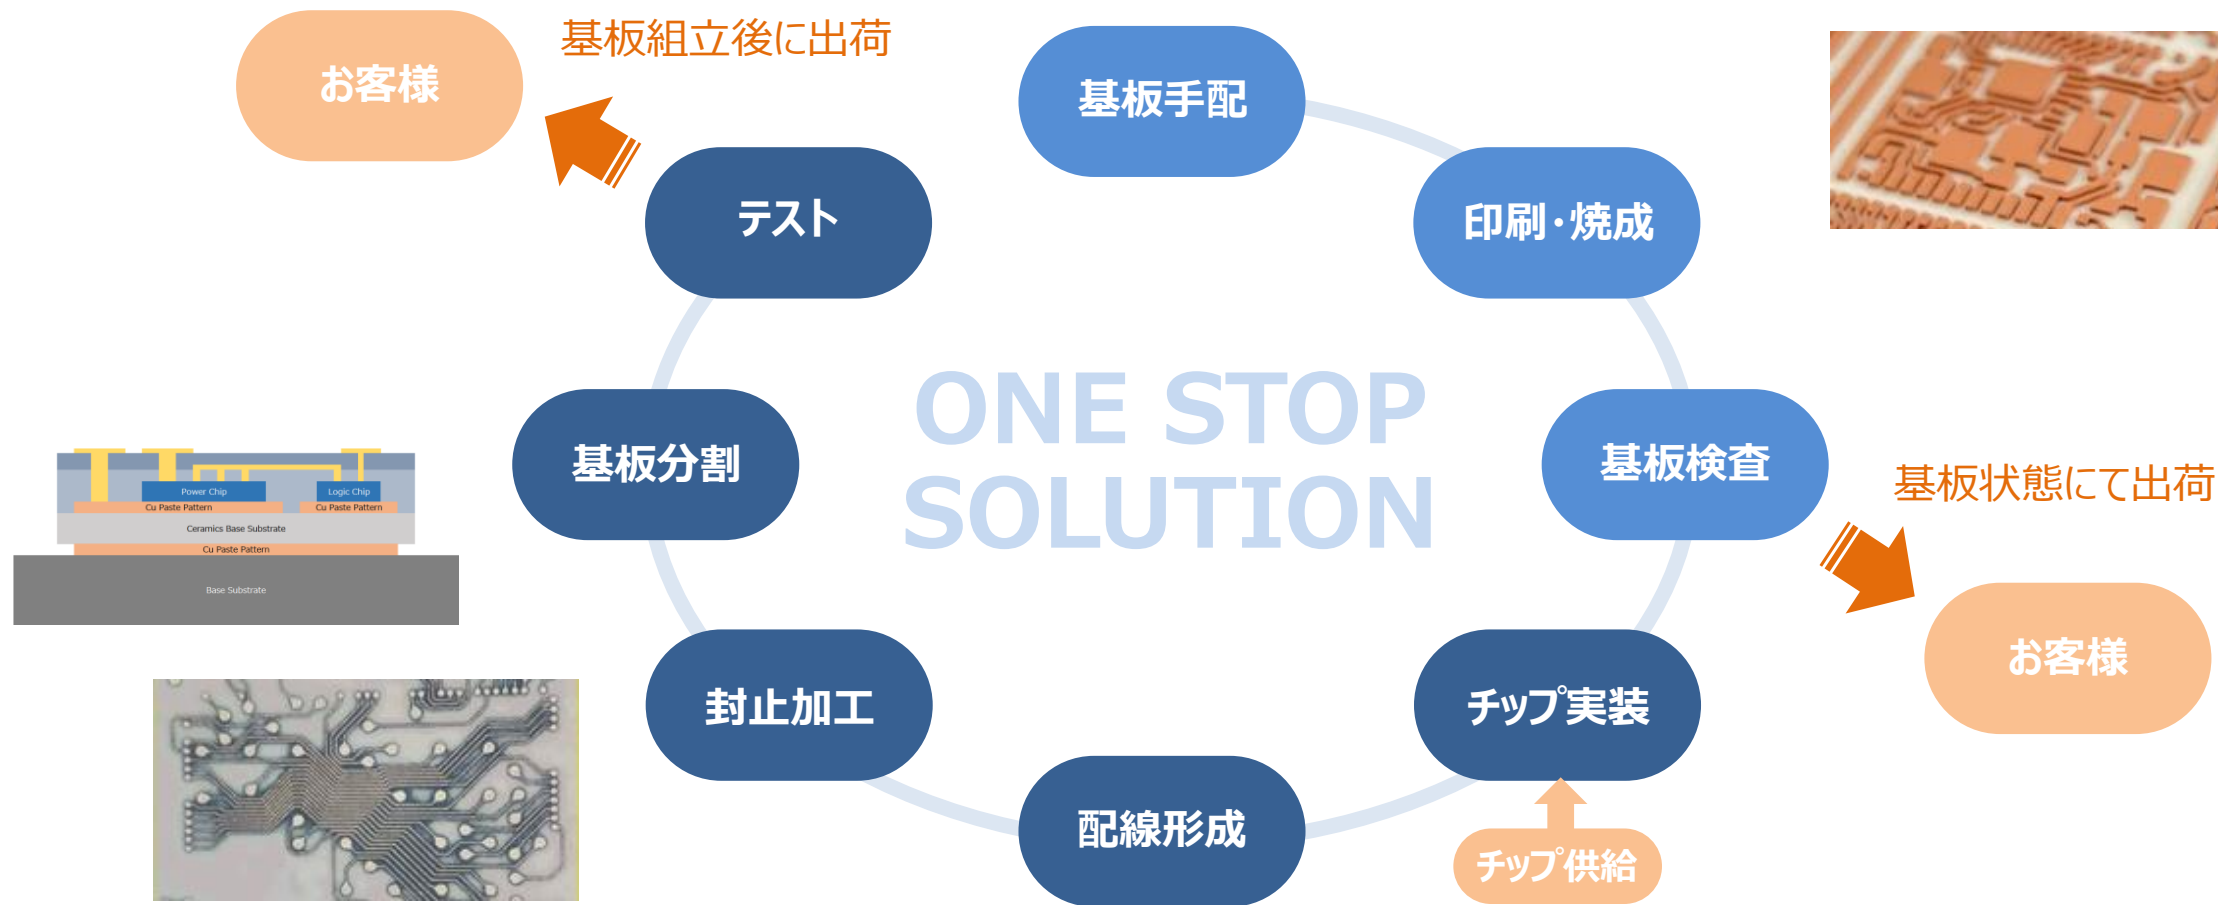 お客様
基板組立後に出荷
基板手配
印刷・焼成
基板検査
基板状態にて出荷
お客様
チップ実装
チップ供給
配線形成
封止加工
基板分割
テスト
ONE STOP
SOLUTION
Power Chip
Logic Chip
Cu Paste Pattern
Cu Paste Pattern
Ceramics Base Substrate
Cu Paste Pattern
Base Substrate